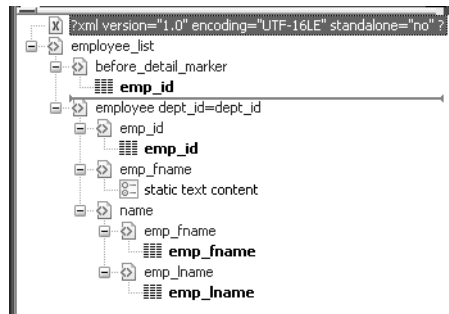 ?xml version="1.0" encoding="UTF-16LE" standalone="no"?
employee_list
before_detail_marker
emp_id
employee dept_id=dept_id
emp_id
emp_id
emp_fname
static text content
name
emp_fname
emp_fname
emp_lname
emp_lname